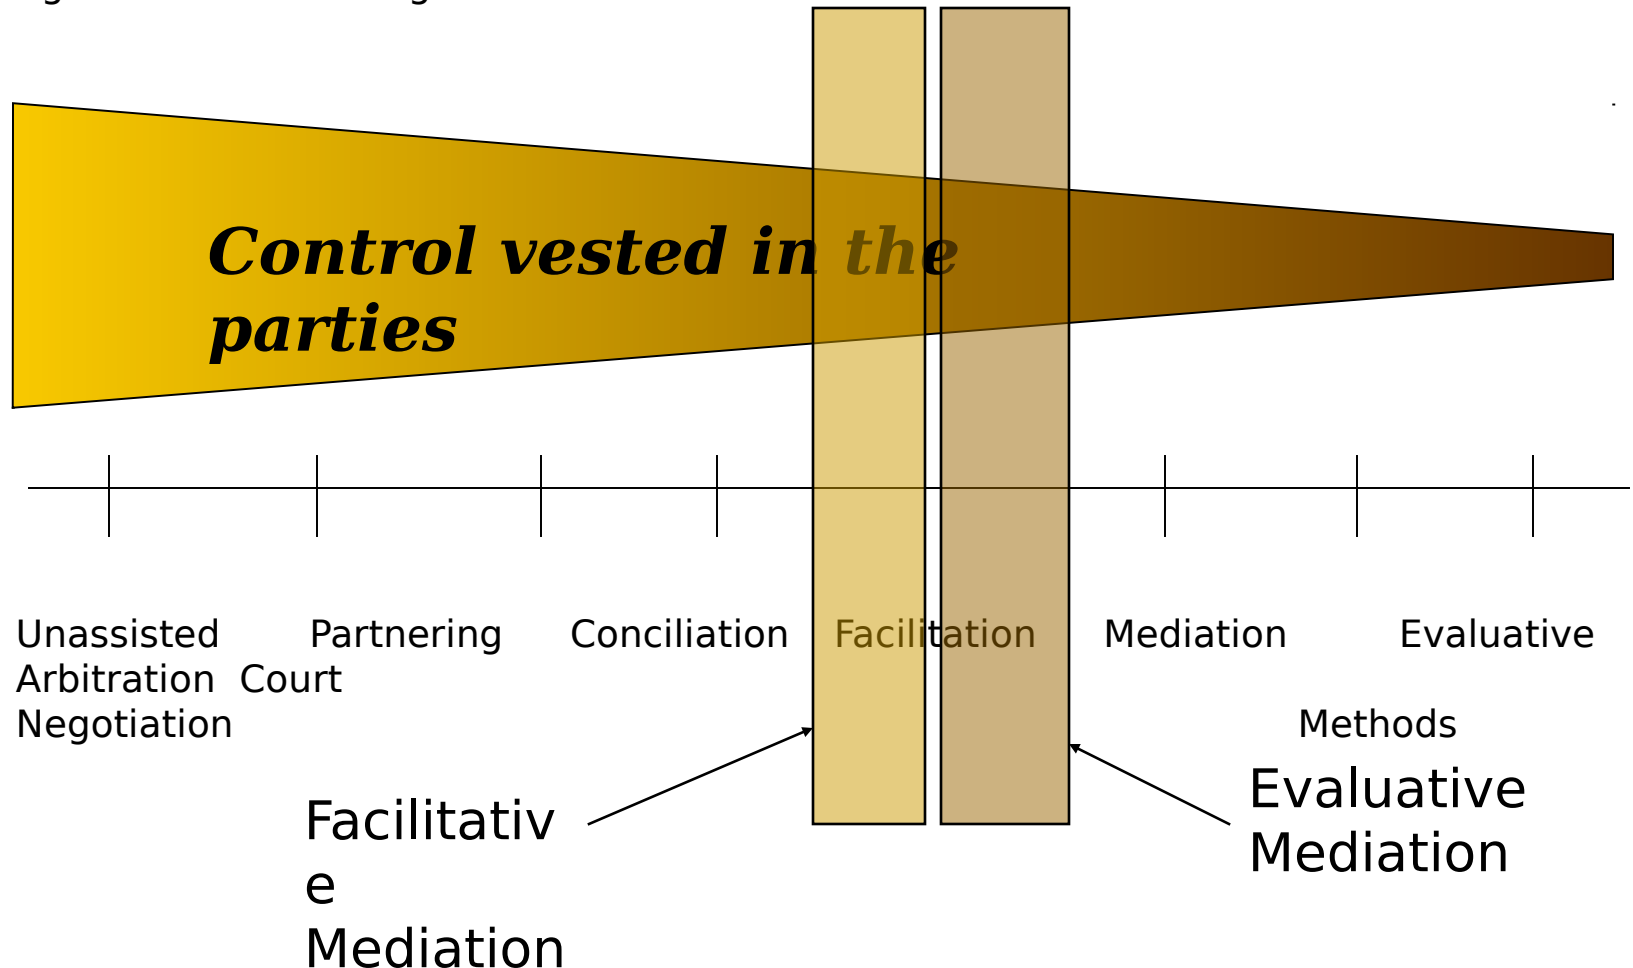 Control vested in the
parties
Unassisted Partnering Conciliation Facilitation Mediation Evaluative
Arbitration Court
Negotiation Methods
Facilitativ
e
Mediation
Evaluative
Mediation